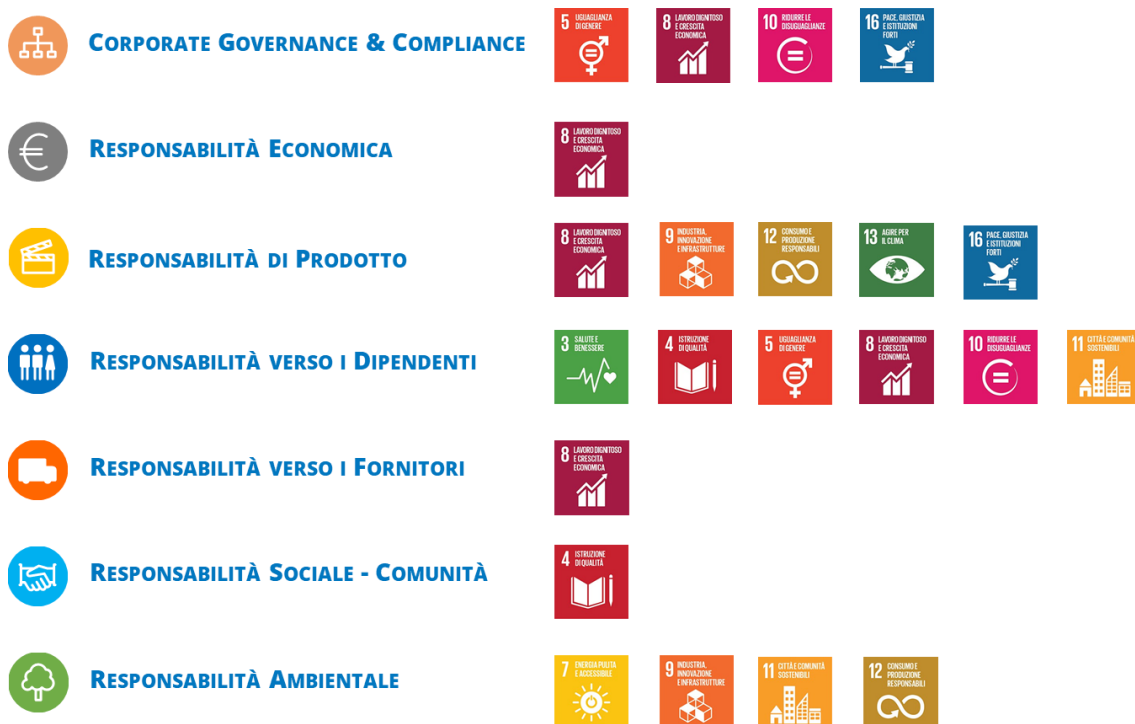 CORPORATE GOVERNANCE & COMPLIANCE
5 UGUAGLIANZA
DI GENERE
8 LAVORO DIGNITOSO
E CRESCITA
ECONOMICA
10 RIDURRE LE
DISUGUAGLIANZE
16 PACE, GIUSTIZIA
E ISTITUZIONI
FORTI
RESPONSABILITÀ ECONOMICA
8 LAVORO DIGNITOSO
E CRESCITA
ECONOMICA
RESPONSABILITÀ DI PRODOTTO
8 LAVORO DIGNITOSO
E CRESCITA
ECONOMICA
9 INDUSTRIA,
INNOVAZIONE
E INFRASTRUTTURE
12 CONSUMO E
PRODUZIONE
RESPONSABILI
13 AGIRE PER
IL CLIMA
16 PACE, GIUSTIZIA
E ISTITUZIONI
FORTI
RESPONSABILITÀ VERSO I DIPENDENTI
3 SALUTE E
BENESSERE
4 ISTRUZIONE
DI QUALITÀ
5 UGUAGLIANZA
DI GENERE
8 LAVORO DIGNITOSO
E CRESCITA
ECONOMICA
10 RIDURRE LE
DISUGUAGLIANZE
11 CITTÀ E COMUNITÀ
SOSTENIBILI
RESPONSABILITÀ VERSO I FORNITORI
8 LAVORO DIGNITOSO
E CRESCITA
ECONOMICA
RESPONSABILITÀ SOCIALE - COMUNITÀ
4 ISTRUZIONE
DI QUALITÀ
RESPONSABILITÀ AMBIENTALE
7 ENERGIA PULITA
E ACCESSIBILE
9 INDUSTRIA,
INNOVAZIONE
E INFRASTRUTTURE
11 CITTÀ E COMUNITÀ
SOSTENIBILI
12 CONSUMO E
PRODUZIONE
RESPONSABILI